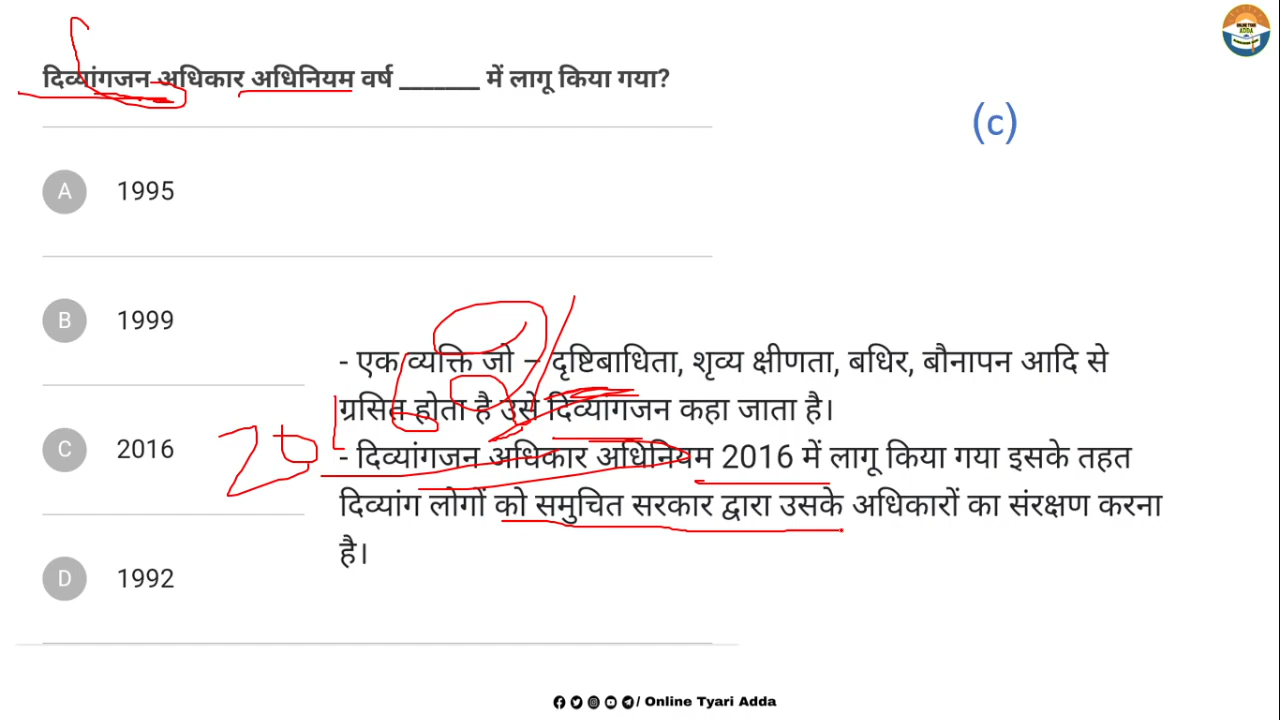 दिव्यांगजन अधिकार अधिनियम वर्ष _______ में लागू किया गया?
(c)
A 1995
B 1999
C 2016
D 1992
- एक व्यक्ति जो – दृष्टिबाधिता, शृव्य क्षीणता, बधिर, बौनापन आदि से
ग्रसित होता है उसे दिव्यांगजन कहा जाता है।
- दिव्यांगजन अधिकार अधिनियम 2016 में लागू किया गया इसके तहत
दिव्यांग लोगों को समुचित सरकार द्वारा उसके अधिकारों का संरक्षण करना
है।
/ Online Tyari Adda